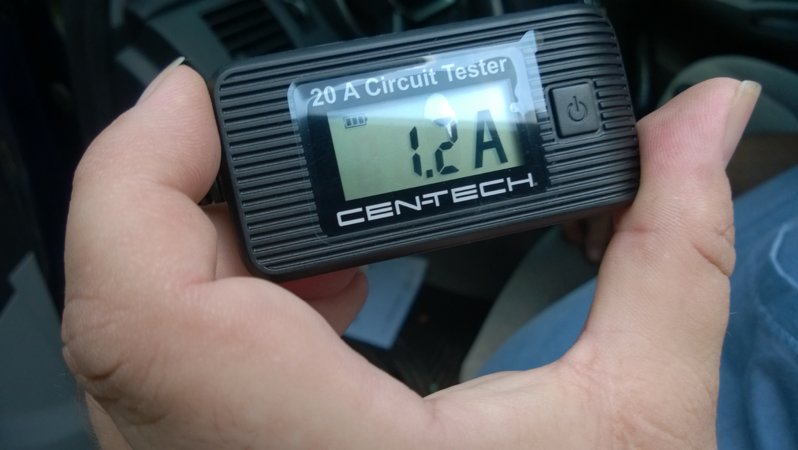 20 A Circuit Tester
1.2 A
CEN-TECH